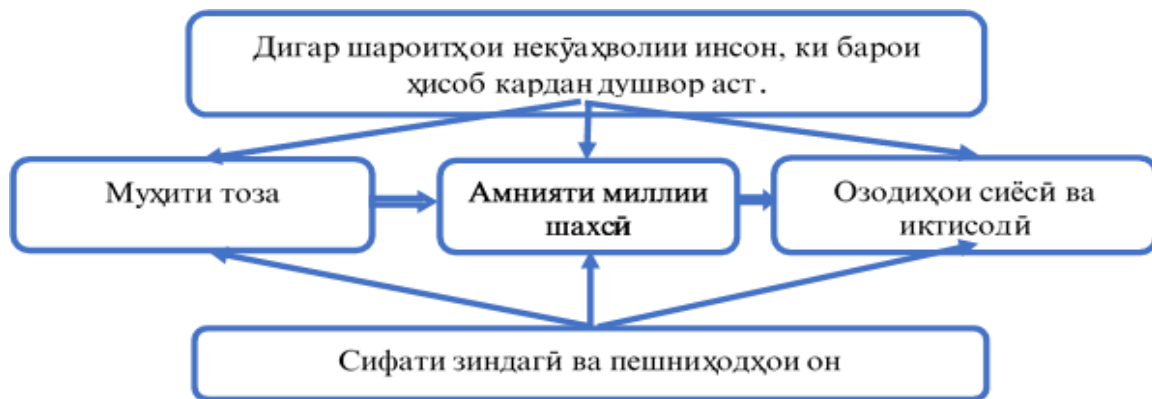 Дигар шароитҳои некӯаҳволии инсон, ки барои
ҳисоб кардан душвор аст.
Муҳити тоза
Амнияти миллии
шахсӣ
Озодиҳои сиёсӣ ва
иктисодӣ
Сифати зиндагӣ ва пешниҳодҳои он